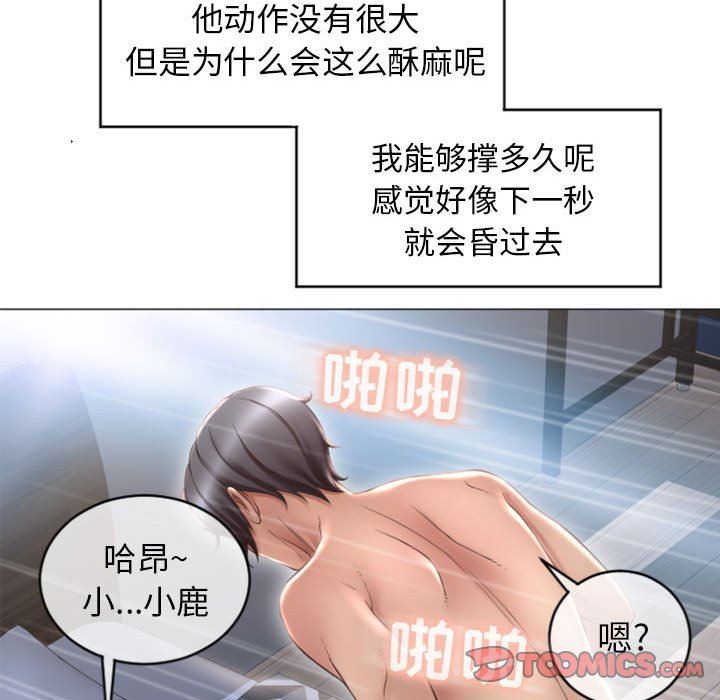 他动作没有很大
但是为什么会这么酥麻呢
我能够撑多久呢
感觉好像下一秒
就会昏过去
啪啪
哈昂~
小...小鹿
嗯?
啪啪
TOOMICS.COM